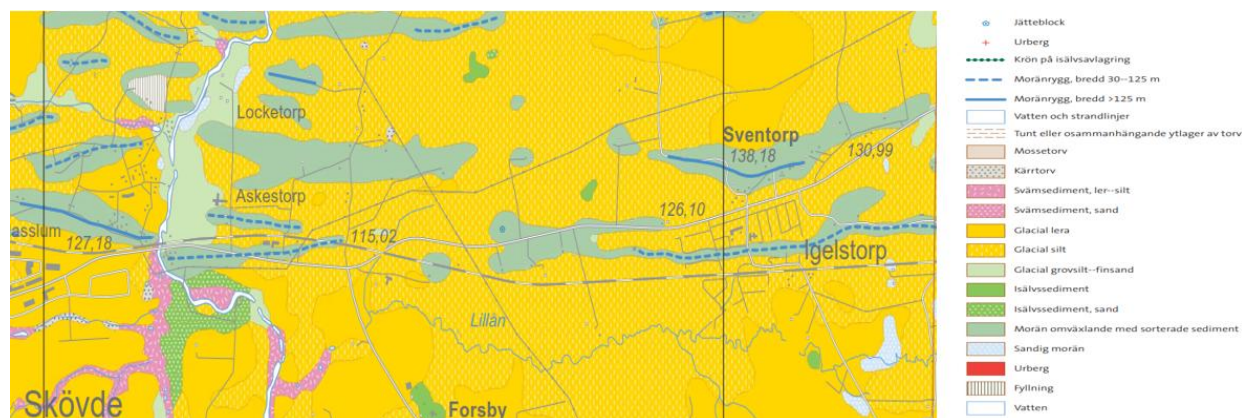 Locketorp
Sventorp
138,18
130,99
Askestorp
126,10
asslum
127,18
115,02
Igelstorp
Lillån
Skövde
Forsby
Jätteblock
Urberg
Krön på isälvsavlagring
Moränrygg, bredd 30--125 m
Moränrygg, bredd >125 m
Vatten och strandlinjer
Tunt eller osammanhängande ytlager av torv
Mossetorv
Kärrtorv
Svämsediment, ler--silt
Svämsediment, sand
Glacial lera
Glacial silt
Glacial grovsilt--finsand
Isälvssediment
Isälvssediment, sand
Morän omväxlande med sorterade sediment
Sandig morän
Urberg
Fyllning
Vatten